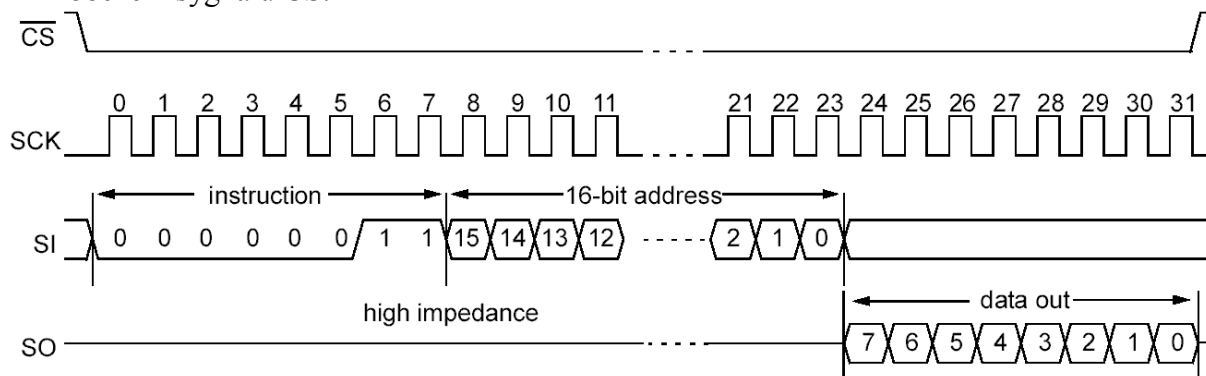 CS
0 1 2 3 4 5 6 7 8 9 10 11 21 22 23 24 25 26 27 28 29 30 31
SCK
instruction 16-bit address
SI 0 0 0 0 0 0 1 1 15 14 13 12 2 1 0
high impedance data out
SO 7 6 5 4 3 2 1 0